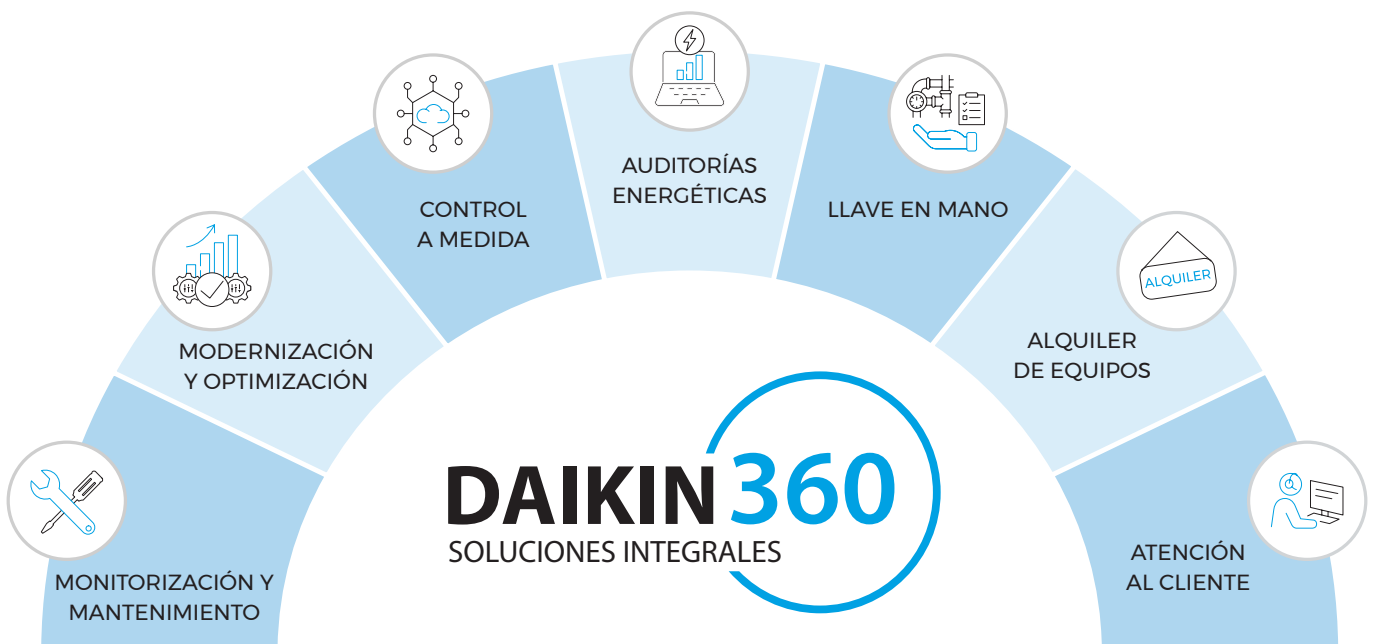 MONITORIZACIÓN Y
MANTENIMIENTO
MODERNIZACIÓN
Y OPTIMIZACIÓN
CONTROL
A MEDIDA
AUDITORÍAS
ENERGÉTICAS
LLAVE EN MANO
ALQUILER
ALQUILER
DE EQUIPOS
ATENCIÓN
AL CLIENTE
DAIKIN 360
SOLUCIONES INTEGRALES